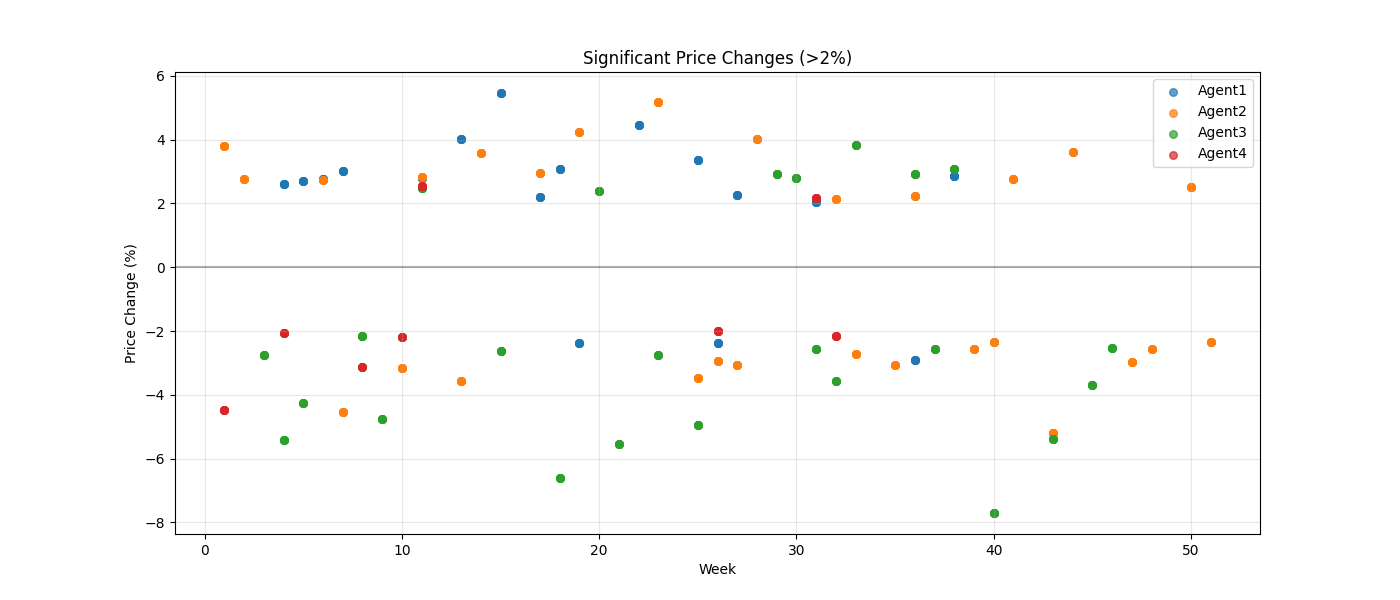 Significant Price Changes (>2%)
Agent1
Agent2
Agent3
Agent4
Price Change (%)
6
4
2
0
−2
−4
−6
−8
0 10 20 30 40 50
Week